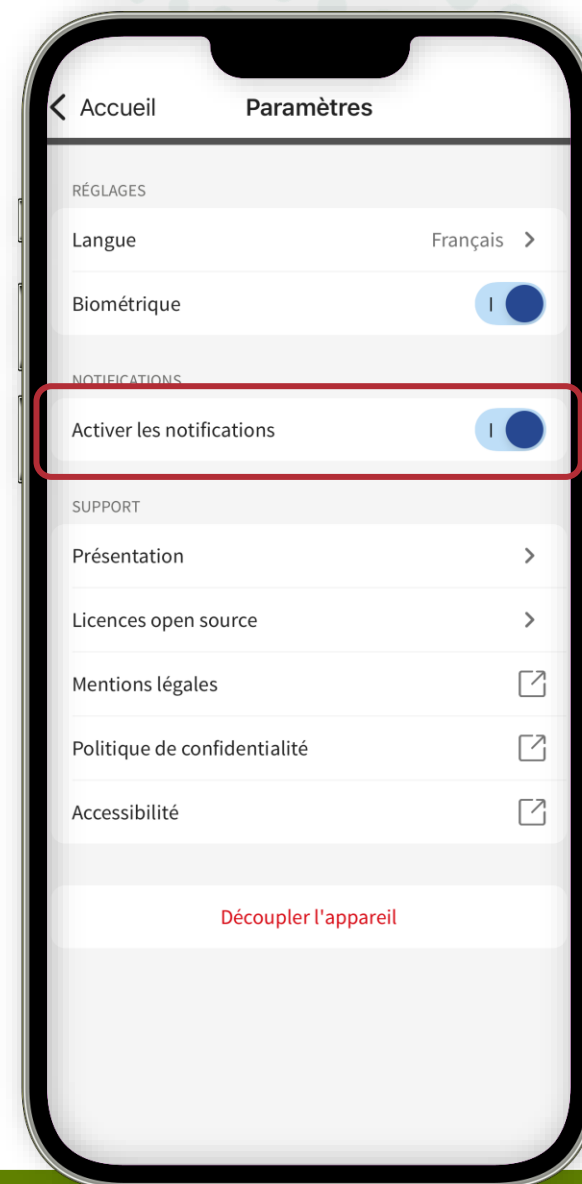 Accueil Paramètres
RÉGLAGES
Langue Français
Biométrique
NOTIFICATIONS
Activer les notifications
SUPPORT
Présentation
Licences open source
Mentions légales
Politique de confidentialité
Accessibilité
Découpler l'appareil